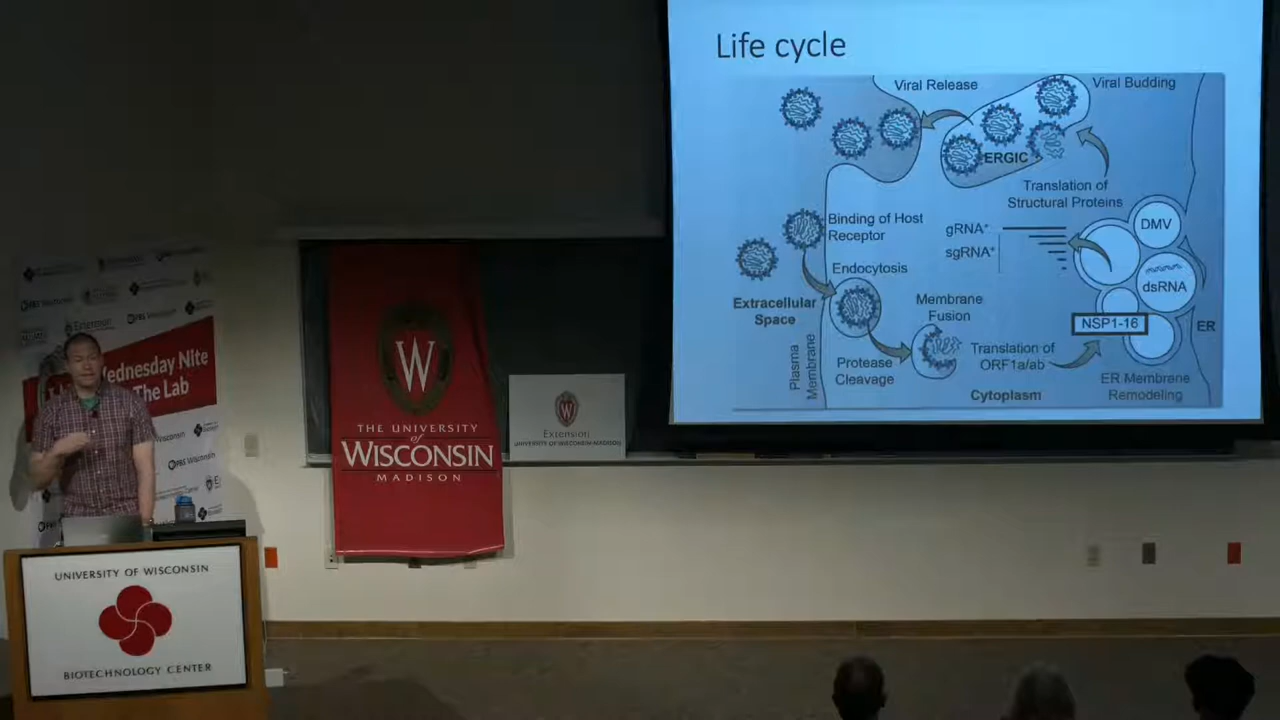 Life cycle
Viral Release
Viral Budding
ERGIC
Translation of
Structural Proteins
Binding of Host
Receptor
gRNA+
sgRNA+
DMV
dsRNA
Endocytosis
Extracellular
Space
Membrane
Fusion
NSP1-16
ER
Plasma
Membrane
Protease
Cleavage
Translation of
ORF1a/ab
Cytoplasm
ER Membrane
Remodeling
Wednesday Nite
The Lab
PBS Wisconsin
Extension
W
THE UNIVERSITY
of
WISCONSIN
MADISON
Extension
UNIVERSITY OF WISCONSIN-MADISON
UNIVERSITY OF WISCONSIN
BIOTECHNOLOGY CENTER